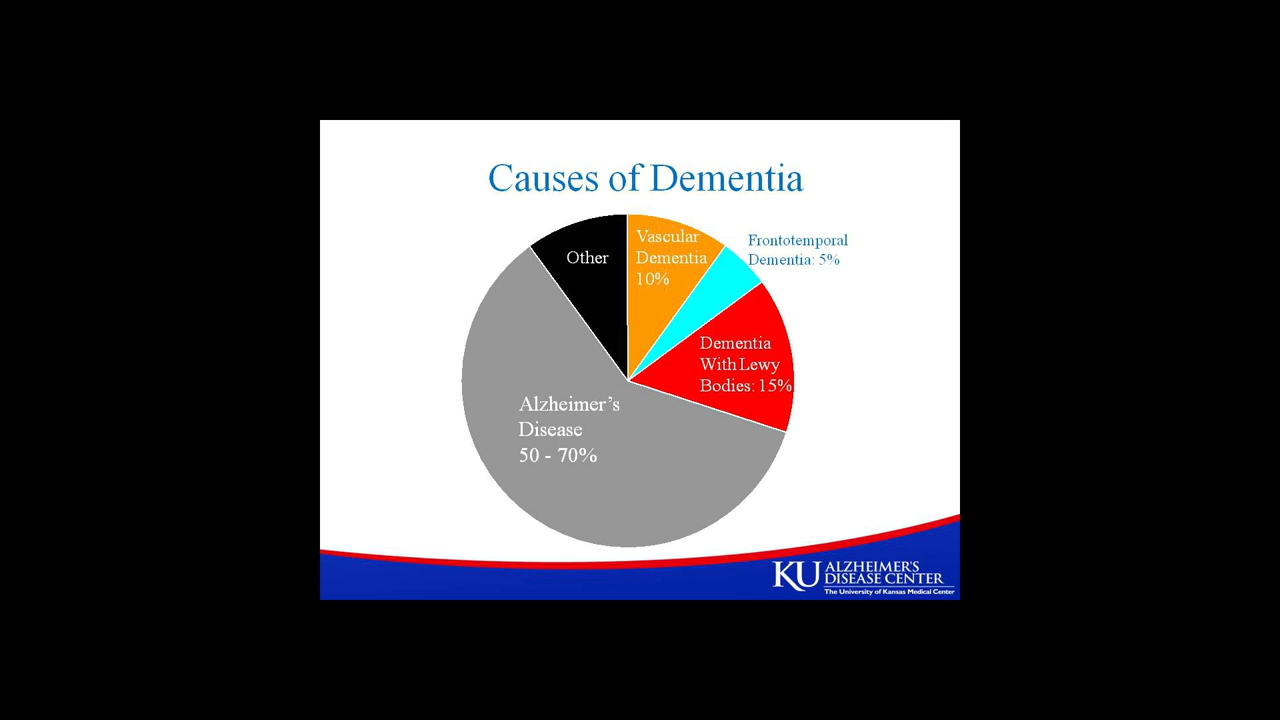 Causes of Dementia
Other
Vascular
Dementia
10%
Frontotemporal
Dementia: 5%
Dementia
With Lewy
Bodies: 15%
Alzheimer’s
Disease
50 - 70%
KU ALZHEIMER'S
DISEASE CENTER
The University of Kansas Medical Center